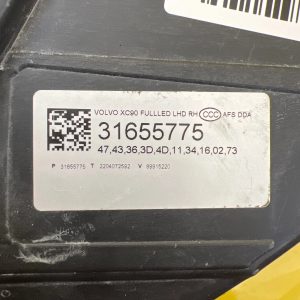 VOLVO XC90 FULLLED LHD RH CCC AFS DDA
31655775
47,43,36,3D,4D,11,34,16,02,73
P 31655775 T 2204072592 V 89915220